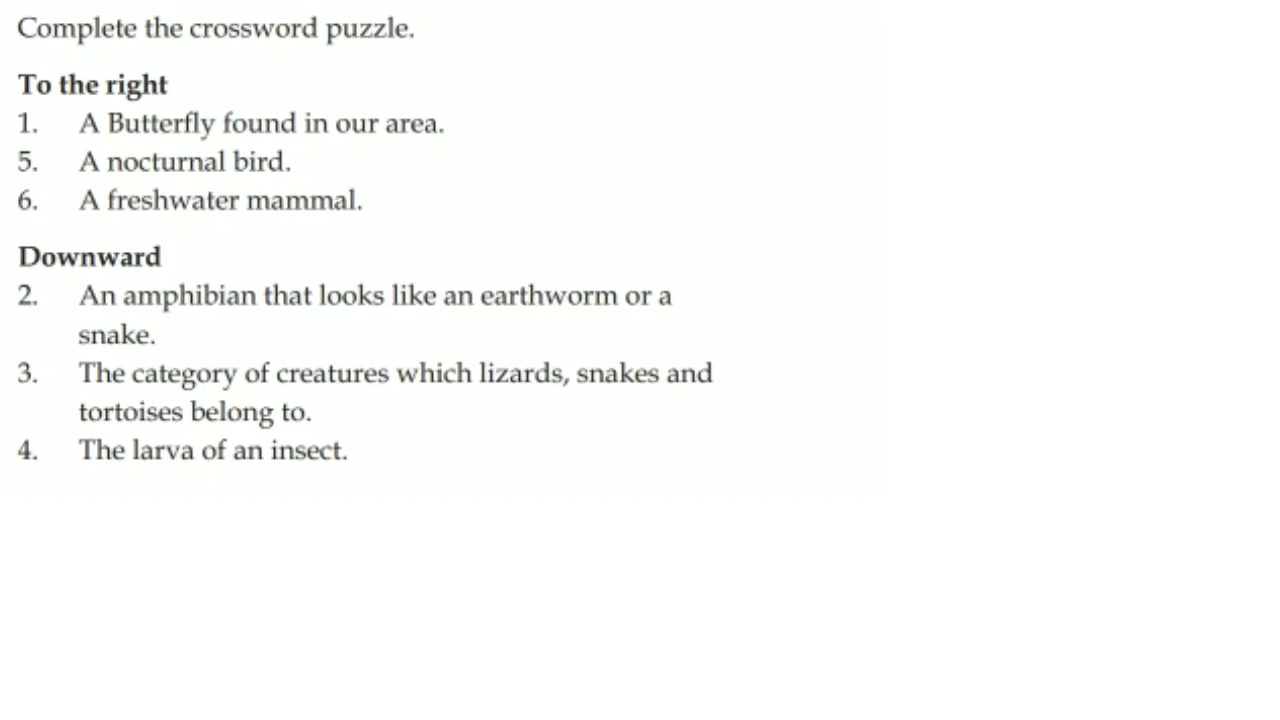 Complete the crossword puzzle.
To the right
1. A Butterfly found in our area.
5. A nocturnal bird.
6. A freshwater mammal.
Downward
2. An amphibian that looks like an earthworm or a
snake.
3. The category of creatures which lizards, snakes and
tortoises belong to.
4. The larva of an insect.